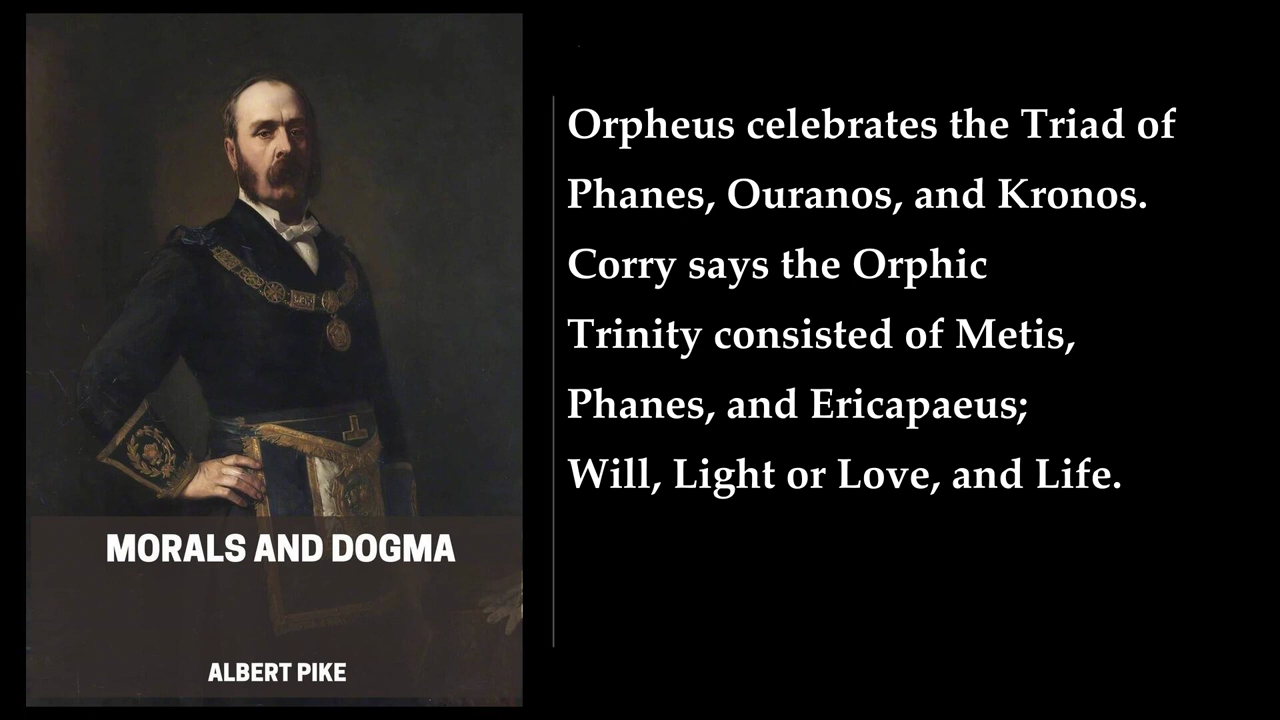 MORALS AND DOGMA
ALBERT PIKE
Orpheus celebrates the Triad of
Phanes, Ouranos, and Kronos.
Corry says the Orphic
Trinity consisted of Metis,
Phanes, and Ericapaeus;
Will, Light or Love, and Life.